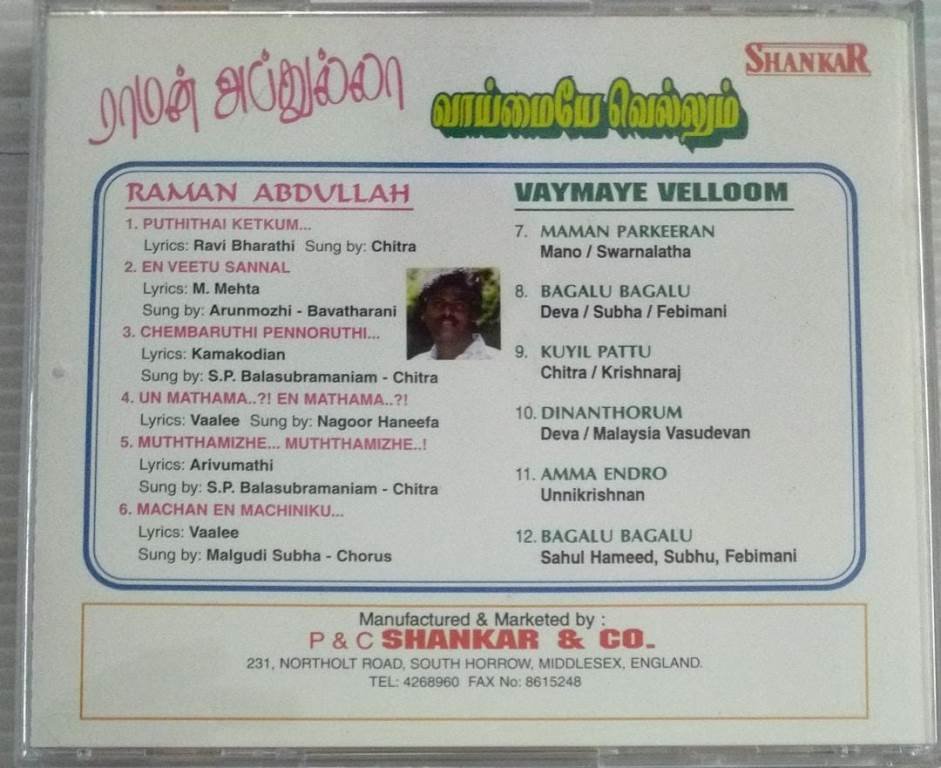 ராமன் அப்துல்லா
வாய்மையே வெல்லும்
SHANKAR
RAMAN ABDULLAH
1. PUTHITHAI KETKUM...
Lyrics: Ravi Bharathi Sung by: Chitra
2. EN VEETU SANNAL
Lyrics: M. Mehta
Sung by: Arunmozhi - Bavatharani
3. CHEMBARUTHI PENNORUTHI...
Lyrics: Kamakodian
Sung by: S.P. Balasubramaniam - Chitra
4. UN MATHAMA..?! EN MATHAMA..?!
Lyrics: Vaalee Sung by: Nagoor Haneefa
5. MUTHTHAMIZHE... MUTHTHAMIZHE..!
Lyrics: Arivumathi
Sung by: S.P. Balasubramaniam - Chitra
6. MACHAN EN MACHINIKU...
Lyrics: Vaalee
Sung by: Malgudi Subha - Chorus
VAYMAYE VELLOOM
7. MAMAN PARKEERAN
Mano / Swarnalatha
8. BAGALU BAGALU
Deva / Subha / Febimani
9. KUYIL PATTU
Chitra / Krishnaraj
10. DINANTHORUM
Deva / Malaysia Vasudevan
11. AMMA ENDRO
Unnikrishnan
12. BAGALU BAGALU
Sahul Hameed, Subhu, Febimani
Manufactured & Marketed by :
P & C SHANKAR & CO.
231, NORTHOLT ROAD, SOUTH HORROW, MIDDLESEX, ENGLAND.
TEL: 4268960 FAX No: 8615248